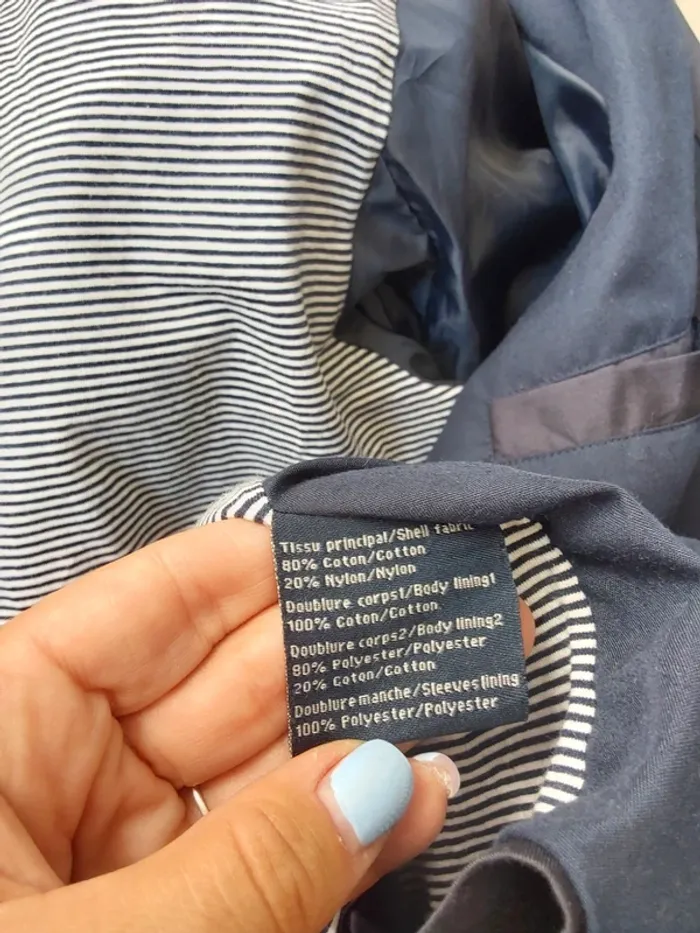 Tissu principal/Shell fabric
80% Coton/Cotton
20% Nylon/Nylon
Doublure corps1/Body lining1
100% Coton/Cotton
Doublure corps2/Body lining2
80% Polyester/Polyester
20% Coton/Cotton
Doublure manche/Sleeves lining
100% Polyester/Polyester